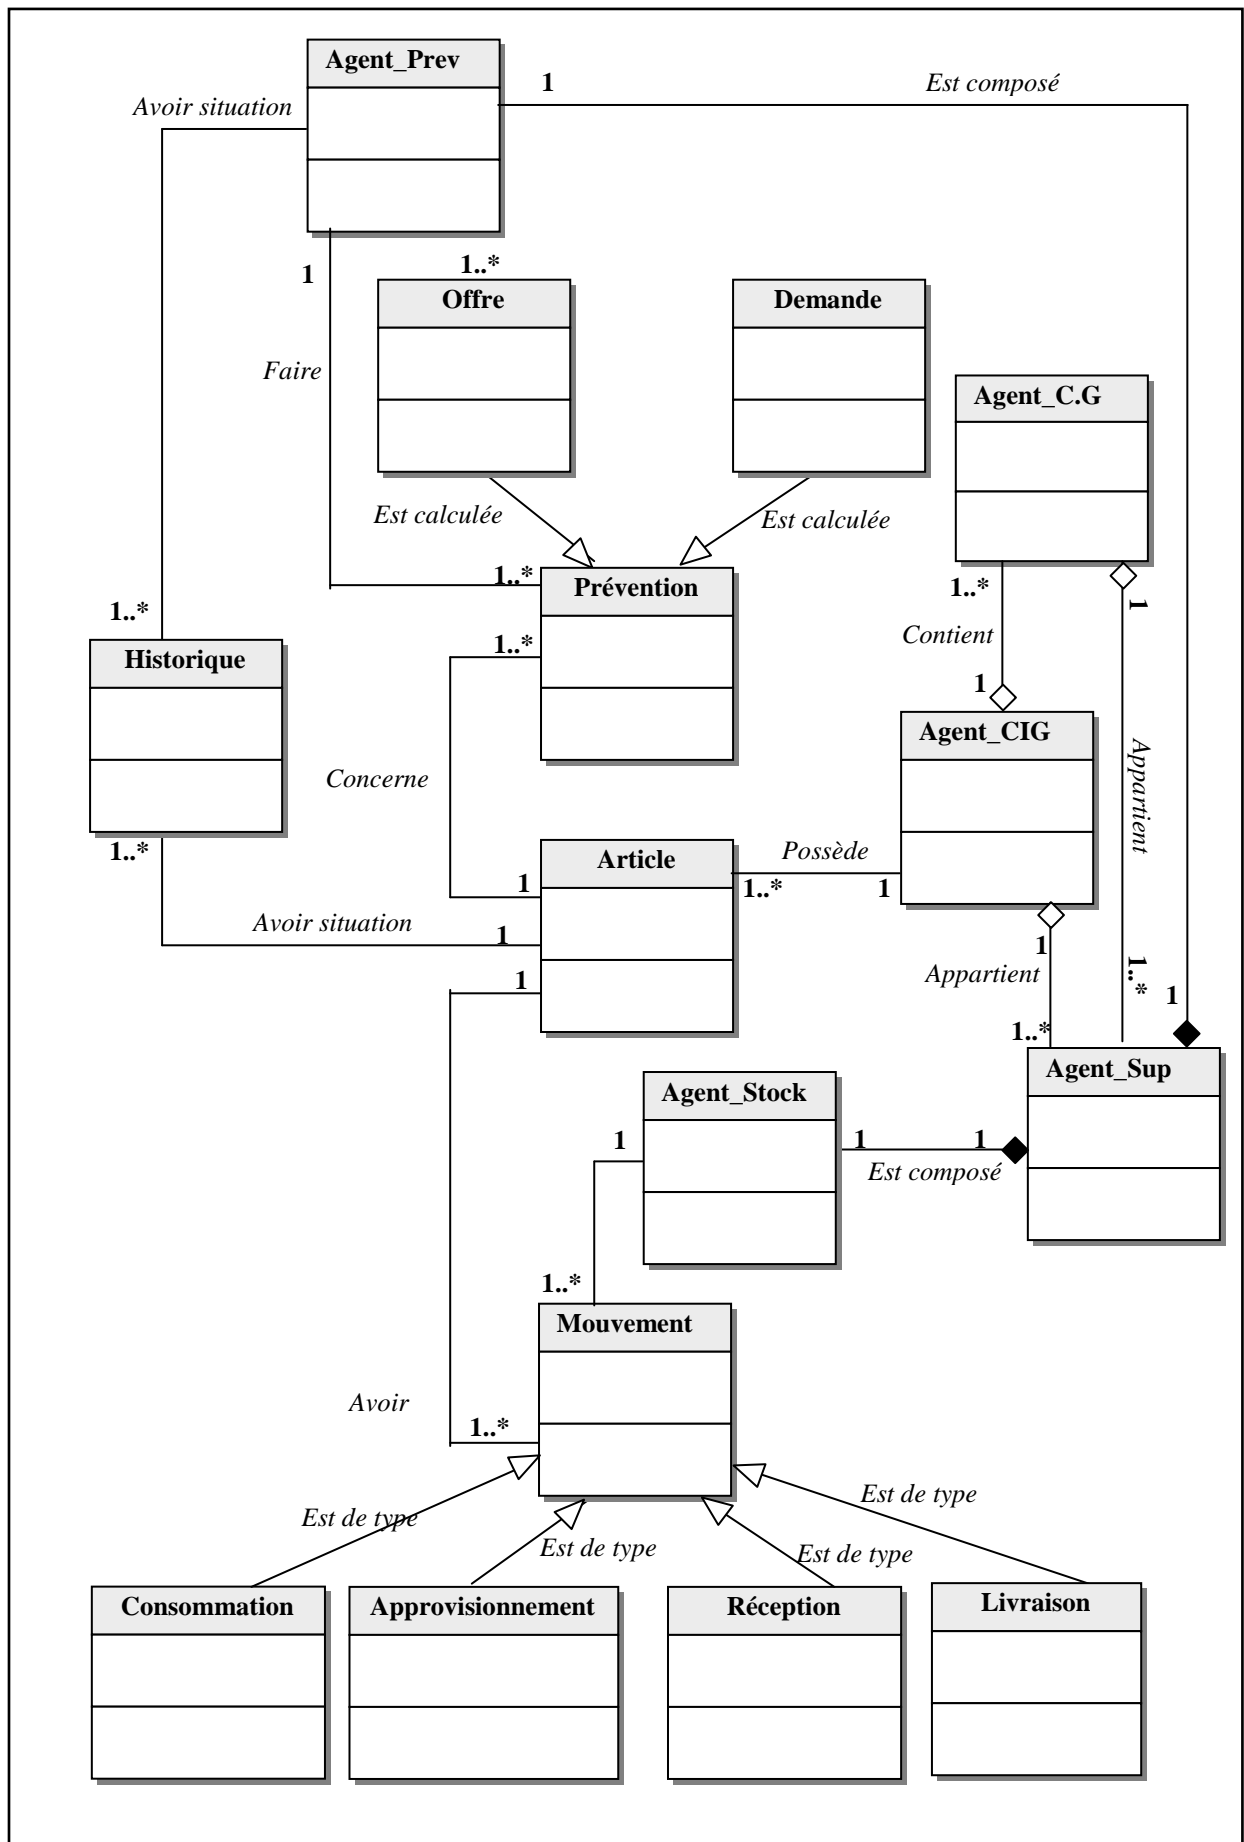 Agent_Prev
1
Est composé
Avoir situation
1
1..*
Offre
Demande
Faire
Agent_C.G
Est calculée
Est calculée
1..*
Prévention
1..*
1
1..*
1..*
Contient
Historique
1
Agent_CIG
Appartient
Concerne
Article
Possède
1..*
1
1..*
1
Avoir situation
1
1
Appartient
1..*
1
1
1..*
Agent_Sup
Agent_Stock
1
1
1
Est composé
1..*
Mouvement
Avoir
1..*
Est de type
Est de type
Est de type
Est de type
Consommation
Approvisionnement
Réception
Livraison